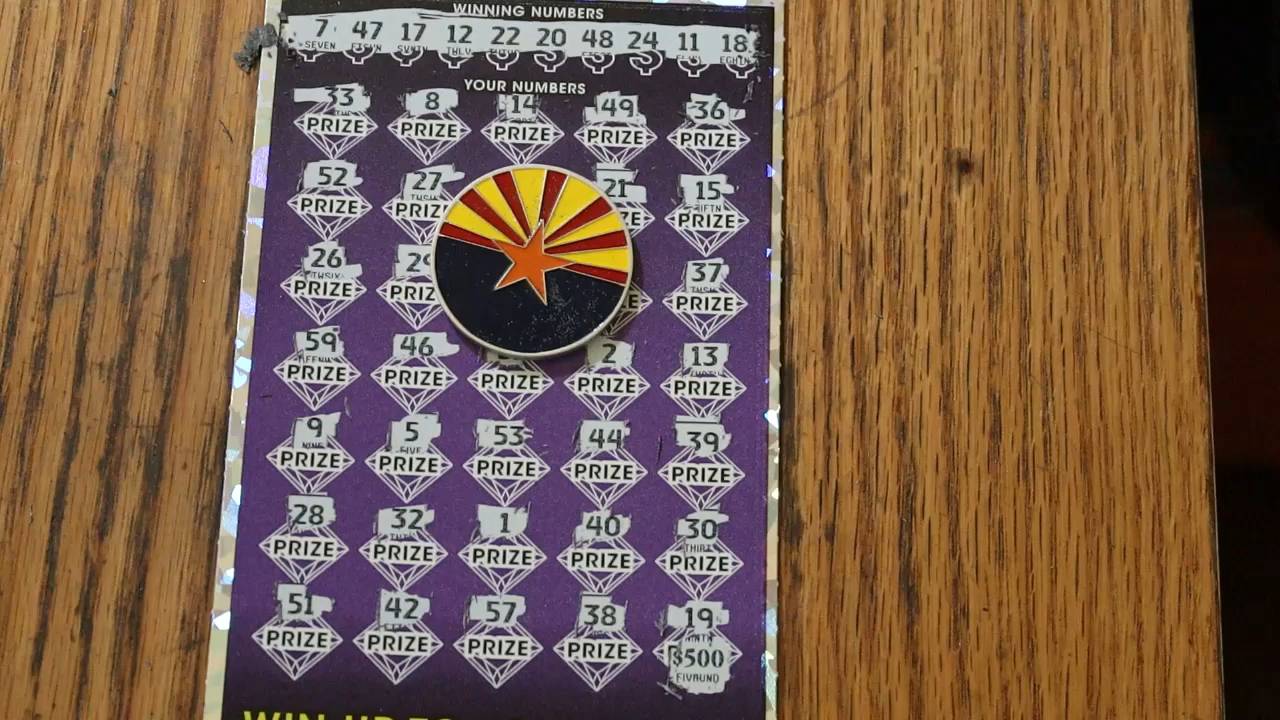 WINNING NUMBERS
7 47 17 12 22 20 48 24 11 18
SEVEN
YOUR NUMBERS
33 8 14 49 36
PRIZE PRIZE PRIZE PRIZE PRIZE
52 27 21 15
PRIZE PRIZE
26 37
THSIX
PRIZE PRIZE
59 46 2 13
PRIZE PRIZE PRIZE PRIZE PRIZE
9 5 53 44 39
NINE FIVE
PRIZE PRIZE PRIZE PRIZE PRIZE
28 32 1 40 30
THIRT
PRIZE PRIZE PRIZE PRIZE PRIZE
51 42 57 38 19
NINTN
PRIZE PRIZE PRIZE PRIZE $500
FIVHUND